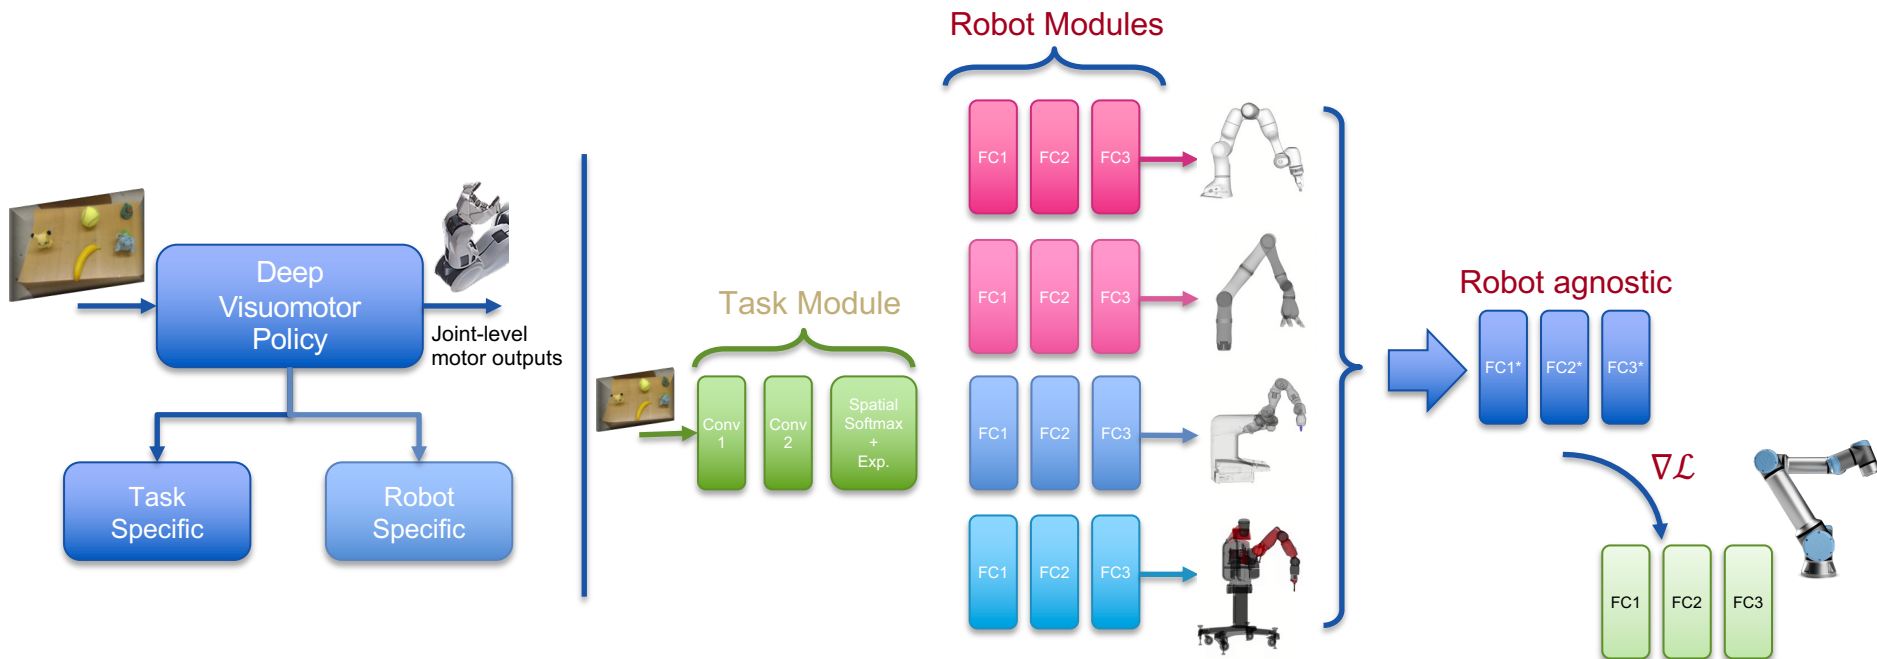 Deep
Visuomotor
Policy
Joint-level
motor outputs
Task
Specific
Robot
Specific
Task Module
Conv
1
Conv
2
Spatial
Softmax
+
Exp.
Robot Modules
FC1
FC2
FC3
FC1
FC2
FC3
FC1
FC2
FC3
FC1
FC2
FC3
Robot agnostic
FC1*
FC2*
FC3*
∇ℒ
FC1
FC2
FC3